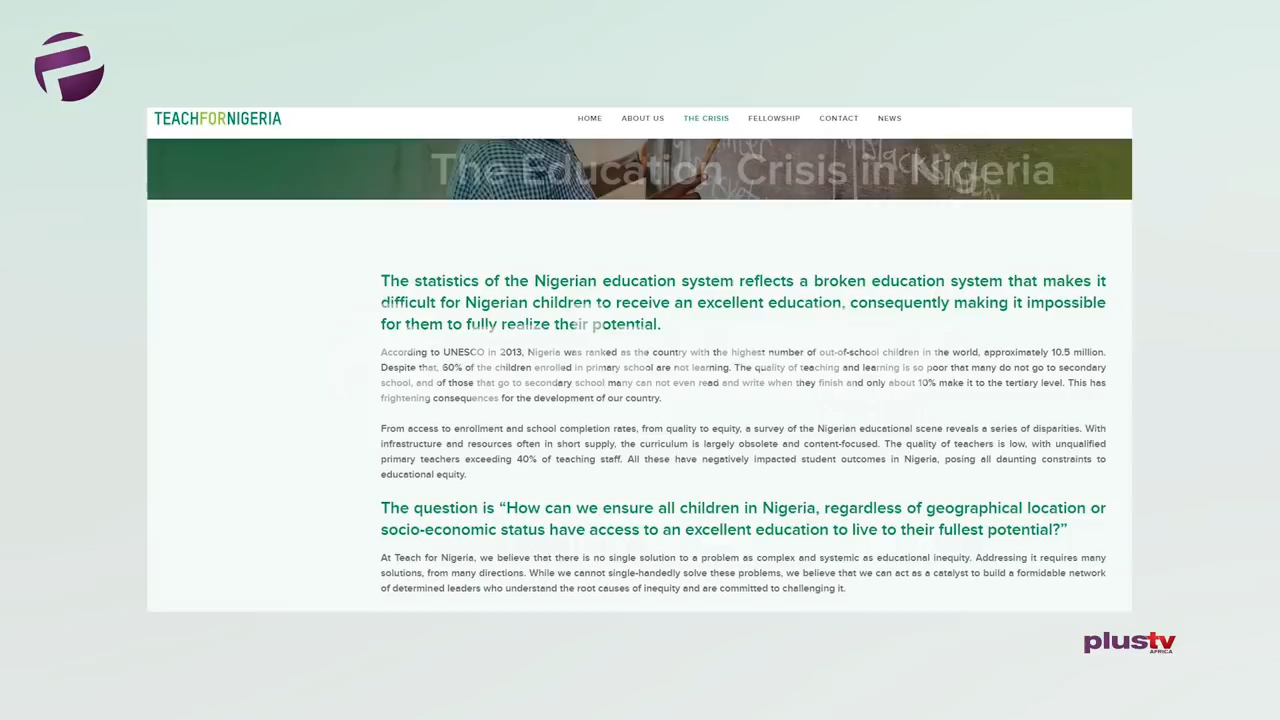 TEACHFORNIGERIA
HOME ABOUT US THE CRISIS FELLOWSHIP CONTACT NEWS
The Education Crisis in Nigeria
The statistics of the Nigerian education system reflects a broken education system that makes it
difficult for Nigerian children to receive an excellent education, consequently making it impossible
for them to fully realize their potential.
According to UNESCO in 2013, Nigeria was ranked as the country with the highest number of out-of-school children in the world, approximately 10.5 million.
Despite that, 60% of the children enrolled in primary school are not learning. The quality of teaching and learning is so poor that many do not go to secondary
school, and of those that go to secondary school many can not even read and write when they finish and only about 10% make it to the tertiary level. This has
frightening consequences for the development of our country.
From access to enrollment and school completion rates, from quality to equity, a survey of the Nigerian educational scene reveals a series of disparities. With
infrastructure and resources often in short supply, the curriculum is largely obsolete and content-focused. The quality of teachers is low, with unqualified
primary teachers exceeding 40% of teaching staff. All these have negatively impacted student outcomes in Nigeria, posing all daunting constraints to
educational equity.
The question is “How can we ensure all children in Nigeria, regardless of geographical location or
socio-economic status have access to an excellent education to live to their fullest potential?”
At Teach for Nigeria, we believe that there is no single solution to a problem as complex and systemic as educational inequity. Addressing it requires many
solutions, from many directions. While we cannot single-handedly solve these problems, we believe that we can act as a catalyst to build a formidable network
of determined leaders who understand the root causes of inequity and are committed to challenging it.
plustv
AFRICA